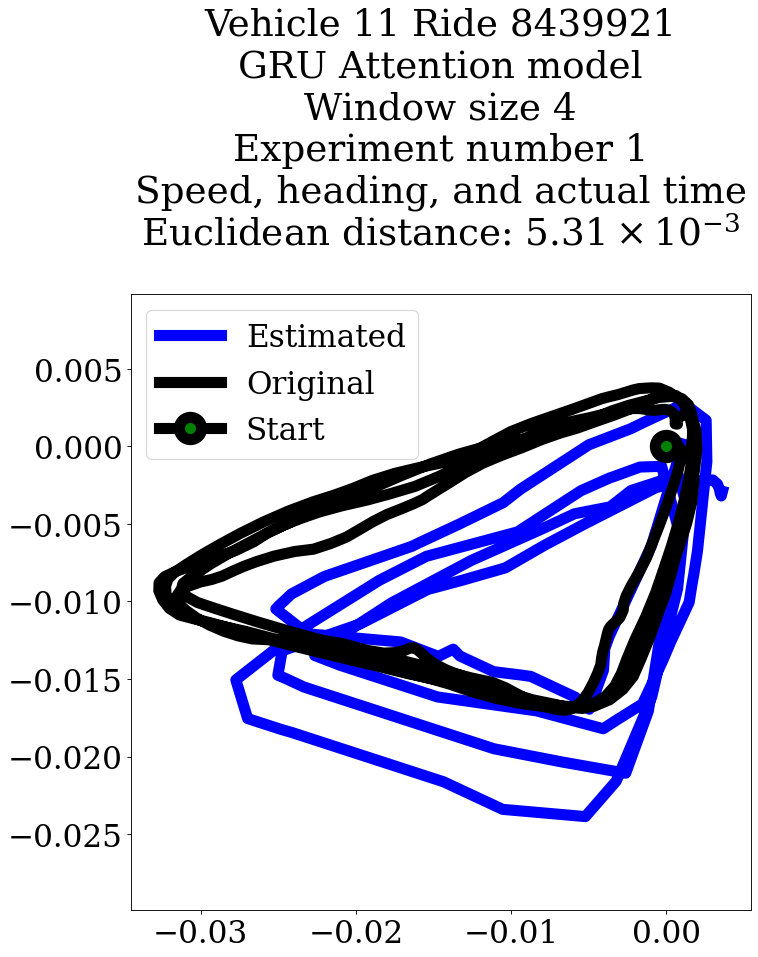 Vehicle 11 Ride 8439921
GRU Attention model
Window size 4
Experiment number 1
Speed, heading, and actual time
Euclidean distance: 5.31 × 10⁻³
Estimated
Original
Start
0.005
0.000
−0.005
−0.010
−0.015
−0.020
−0.025
−0.03
−0.02
−0.01
0.00